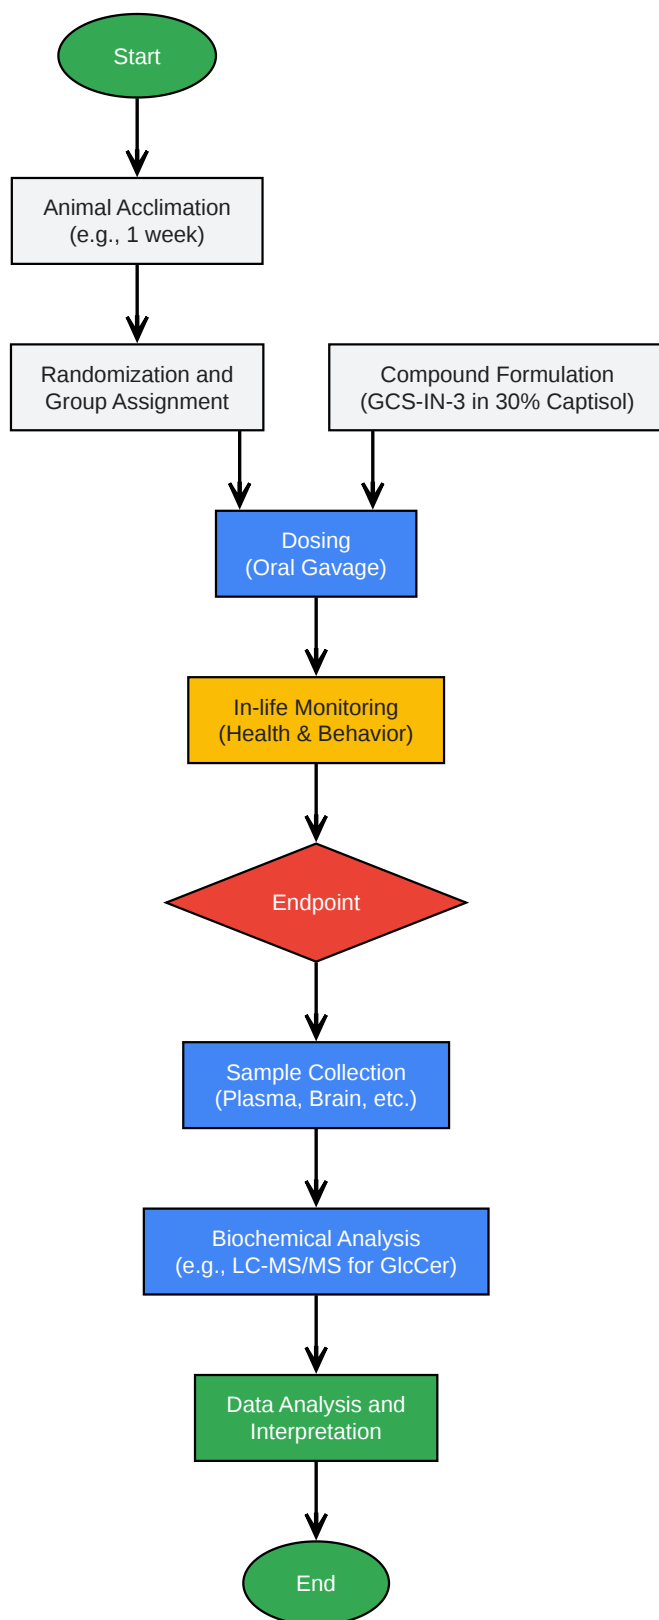 Start
Animal Acclimation
(e.g., 1 week)
Randomization and
Group Assignment
Compound Formulation
(GCS-IN-3 in 30% Captisol)
Dosing
(Oral Gavage)
In-life Monitoring
(Health & Behavior)
Endpoint
Sample Collection
(Plasma, Brain, etc.)
Biochemical Analysis
(e.g., LC-MS/MS for GlcCer)
Data Analysis and
Interpretation
End